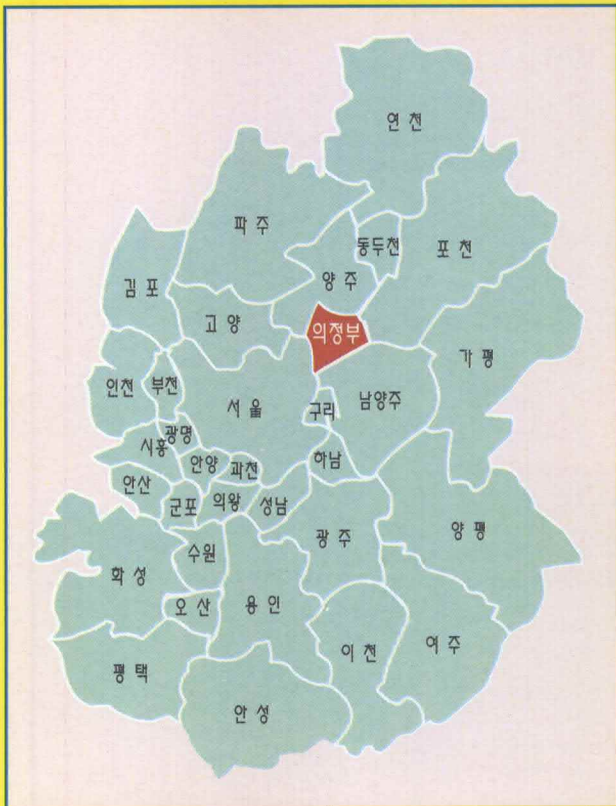 연천
파주
동두천
포천
양주
김포
고양
의정부
가평
인천
부천
서울
구리
남양주
광명
시흥
안양
과천
하남
안산
군포
의왕
성남
광주
양평
수원
화성
오산
용인
이천
여주
평택
안성